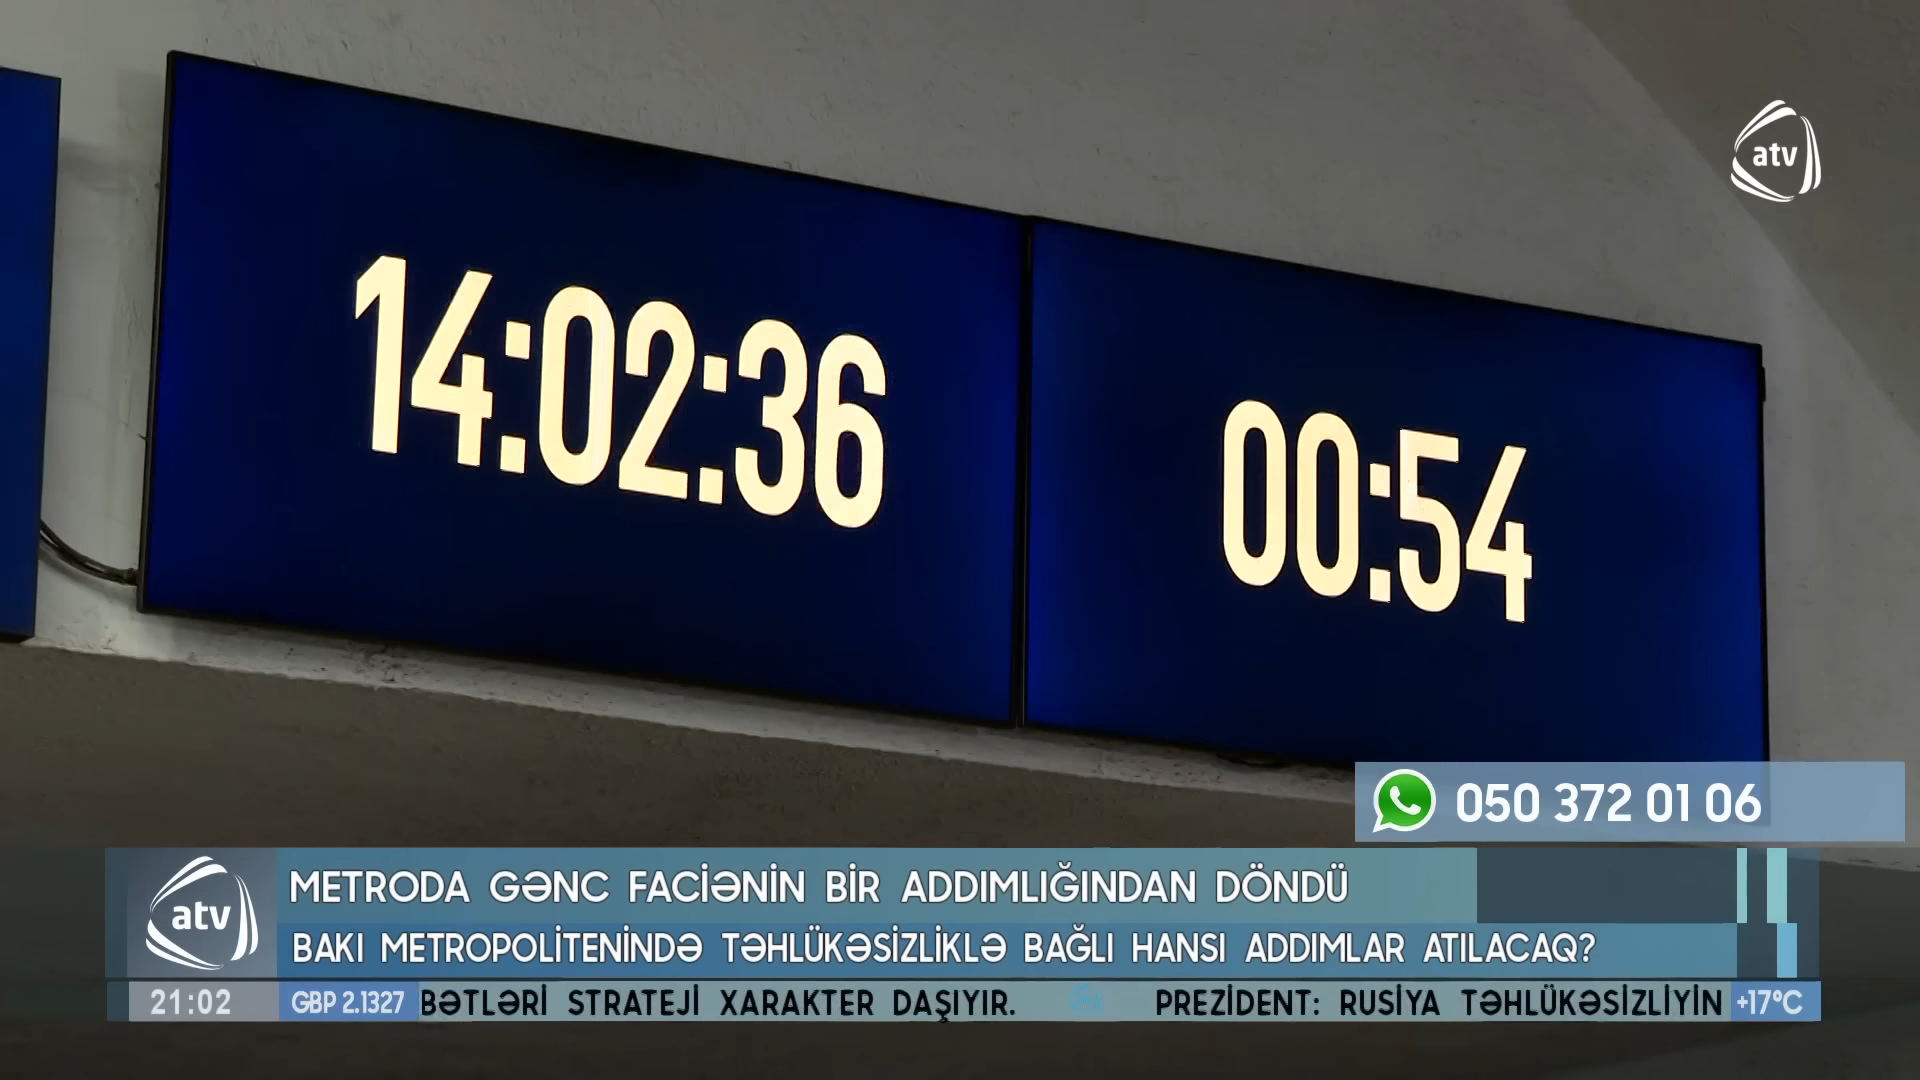 atv
14:02:36
00:54
050 372 01 06
atv
METRODA GƏNC FACİƏNİN BİR ADDIMLIĞINDAN DÖNDÜ
BAKI METROPOLİTENİNDƏ TƏHLÜKƏSİZLİKLƏ BAĞLI HANSI ADDIMLAR ATILACAQ?
21:02 GBP 2.1327 BƏTLƏRİ STRATEJİ XARAKTER DAŞIYIR. PREZİDENT: RUSİYA TƏHLÜKƏSİZLİYİN +17°C